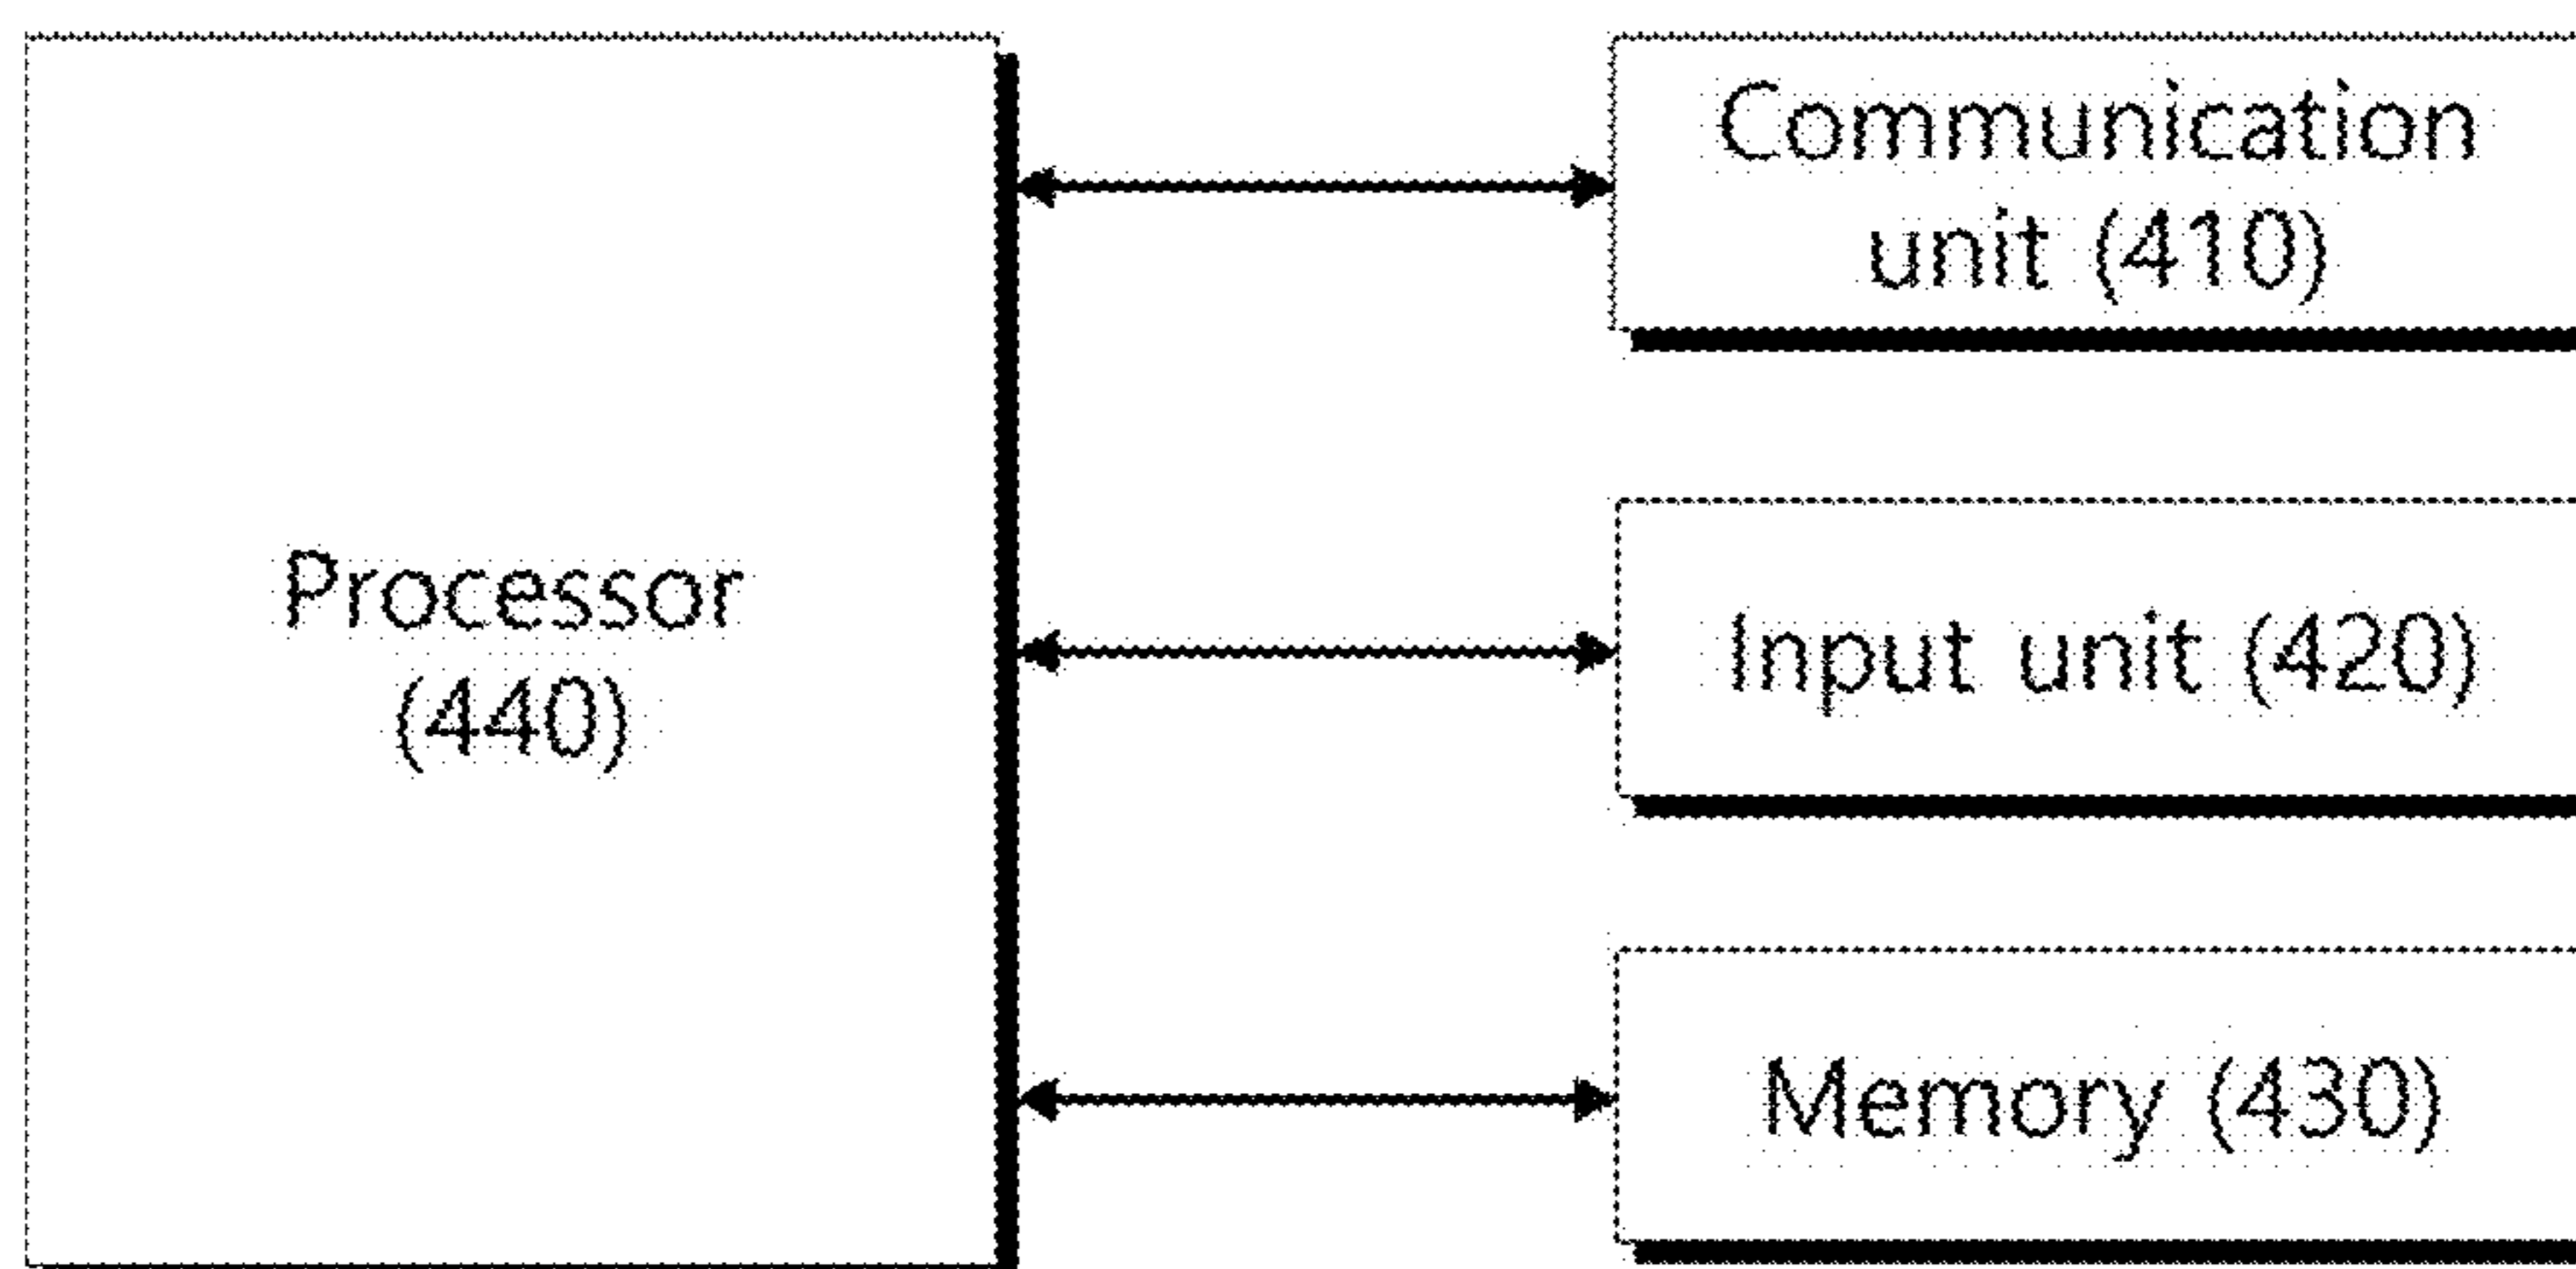 Processor
(440)
Communication
unit (410)
Input unit (420)
Memory (430)